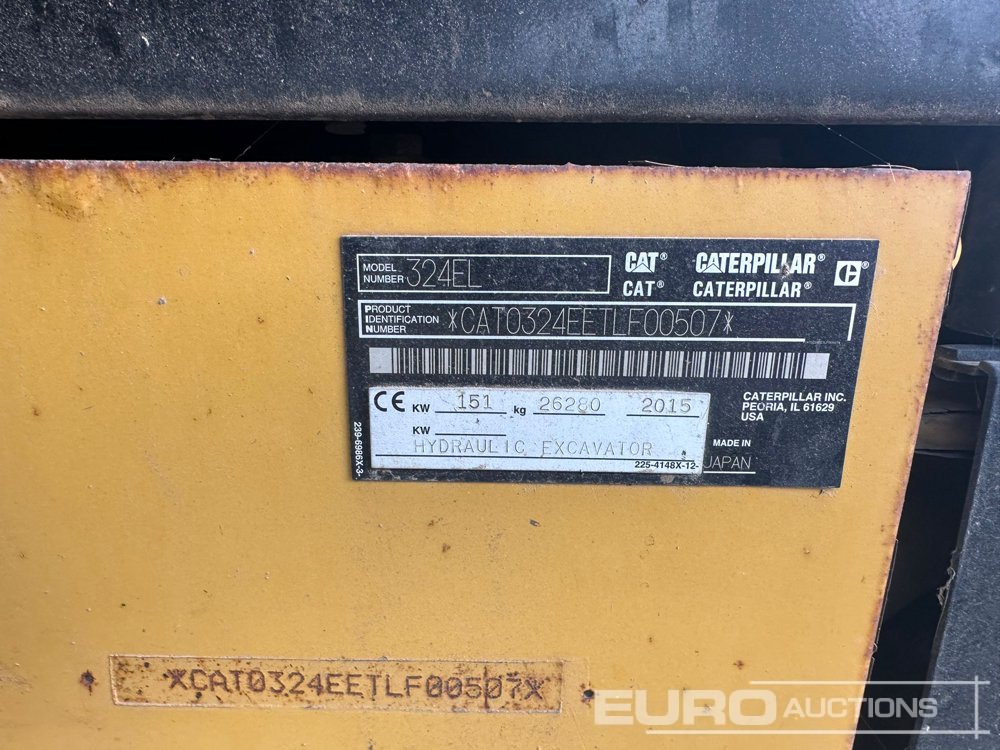 MODEL NUMBER 324EL
CAT® CATERPILLAR®
CAT® CATERPILLAR®
PRODUCT IDENTIFICATION NUMBER *CAT0324EETLF00507*
CE KW 151 kg 26280 2015
KW
HYDRAULIC EXCAVATOR
225-4148X-12-
239-6986X-3-
CATERPILLAR INC.
PEORIA, IL 61629
USA
MADE IN
JAPAN
*CAT0324EETLF00507*
EURO AUCTIONS